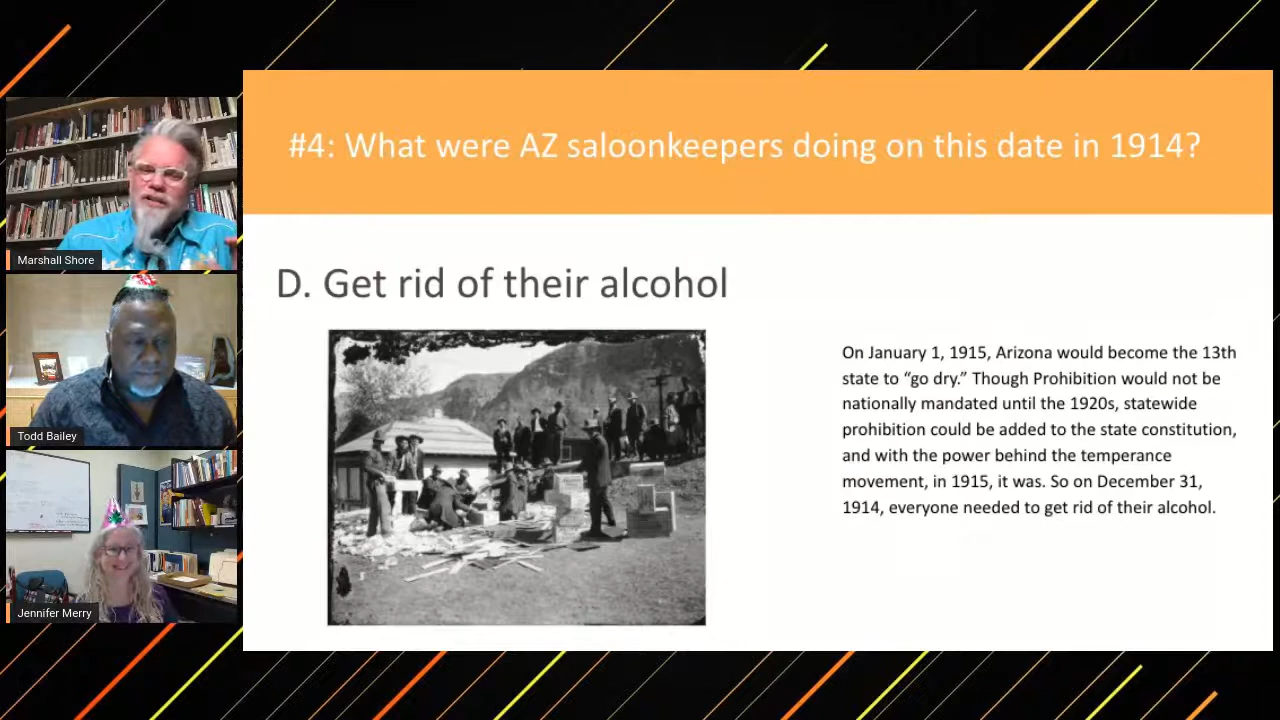 #4: What were AZ saloonkeepers doing on this date in 1914?
D. Get rid of their alcohol
On January 1, 1915, Arizona would become the 13th
state to “go dry.” Though Prohibition would not be
nationally mandated until the 1920s, statewide
prohibition could be added to the state constitution,
and with the power behind the temperance
movement, in 1915, it was. So on December 31,
1914, everyone needed to get rid of their alcohol.
Marshall Shore
Todd Bailey
Jennifer Merry